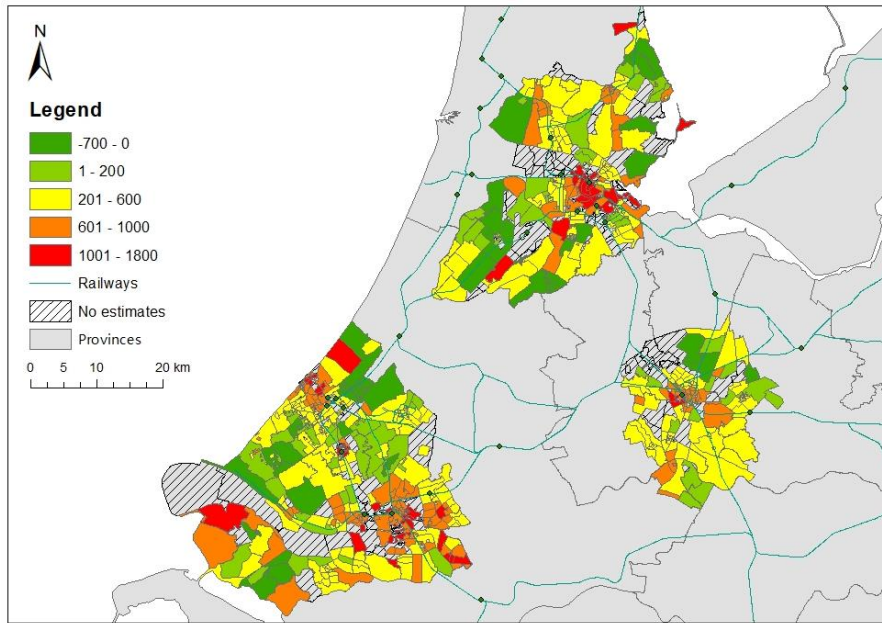 N
Legend
-700 - 0
1 - 200
201 - 600
601 - 1000
1001 - 1800
Railways
No estimates
Provinces
0 5 10 20 km